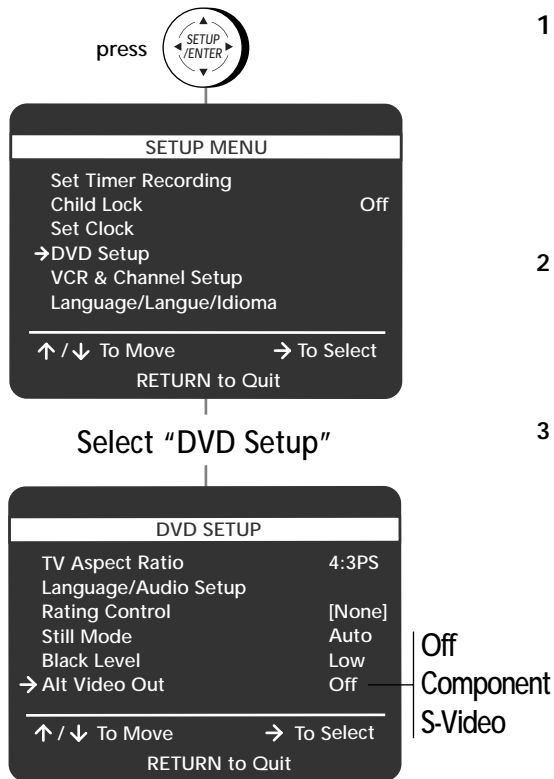 press
SETUP
/ENTER
1
SETUP MENU
Set Timer Recording
Child Lock Off
Set Clock
→DVD Setup
VCR & Channel Setup
Language/Langue/Idioma
↑ / ↓ To Move → To Select
RETURN to Quit
2
Select “DVD Setup”
3
DVD SETUP
TV Aspect Ratio 4:3PS
Language/Audio Setup
Rating Control [None]
Still Mode Auto
Black Level Low
→ Alt Video Out Off
↑ / ↓ To Move → To Select
RETURN to Quit
Off
Component
S-Video